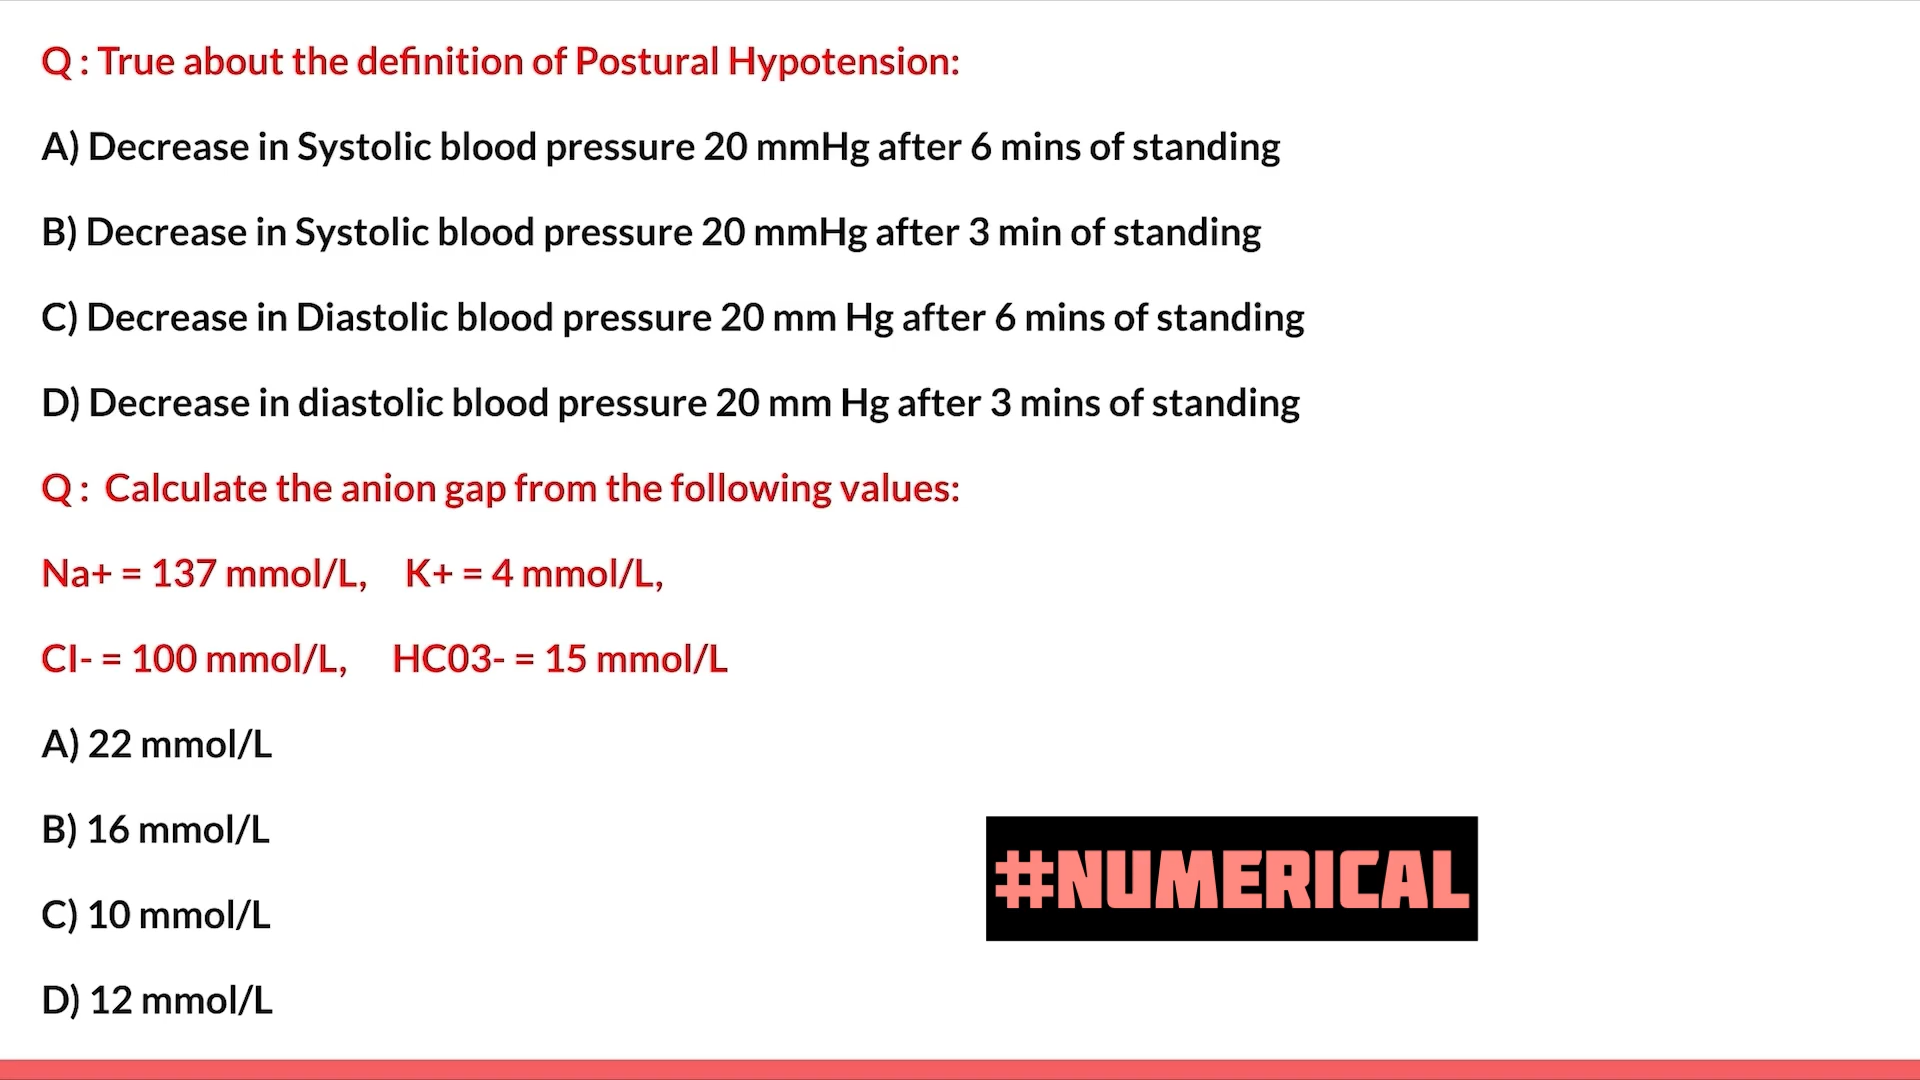 Q : True about the definition of Postural Hypotension:
A) Decrease in Systolic blood pressure 20 mmHg after 6 mins of standing
B) Decrease in Systolic blood pressure 20 mmHg after 3 min of standing
C) Decrease in Diastolic blood pressure 20 mm Hg after 6 mins of standing
D) Decrease in diastolic blood pressure 20 mm Hg after 3 mins of standing
Q : Calculate the anion gap from the following values:
Na+ = 137 mmol/L, K+ = 4 mmol/L,
CI- = 100 mmol/L, HC03- = 15 mmol/L
A) 22 mmol/L
B) 16 mmol/L
C) 10 mmol/L
D) 12 mmol/L
#NUMERICAL